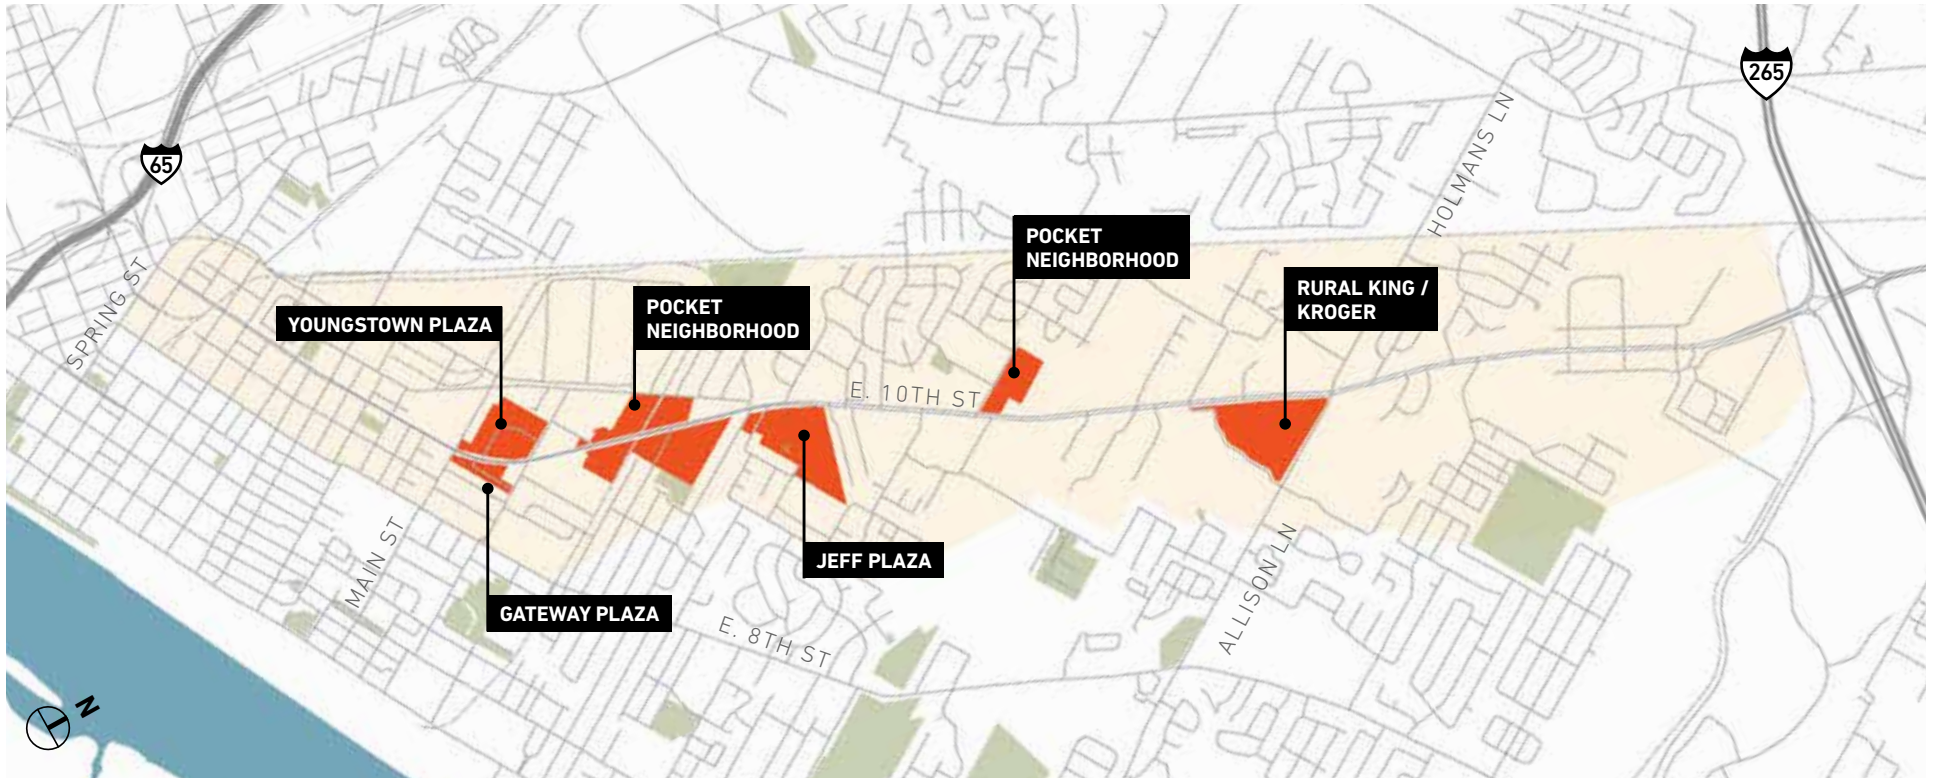 265
65
HOLMANS LN
POCKET
NEIGHBORHOOD
SPRING ST
RURAL KING /
KROGER
YOUNGSTOWN PLAZA
POCKET
NEIGHBORHOOD
E. 10TH ST
MAIN ST
JEFF PLAZA
ALLISON LN
GATEWAY PLAZA
E. 8TH ST
N